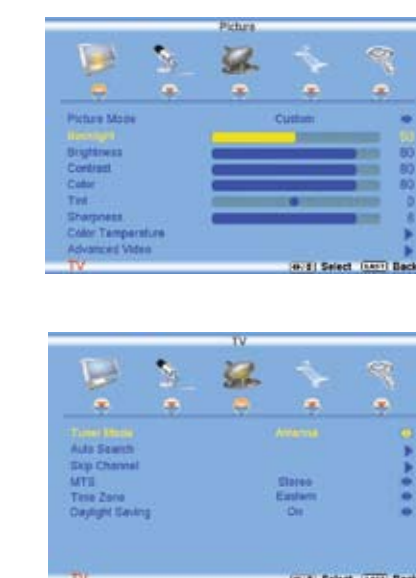 Picture
Picture Mode Custom
Backlight 50
Brightness 80
Contrast 80
Color 80
Tint 0
Sharpness 8
Color Temperature
Advanced Video
TV Select Back
TV
Tuner Mode Antenna
Auto Search
Skip Channel
MTS Stereo
Time Zone Eastern
Daylight Saving On
TV Select Back